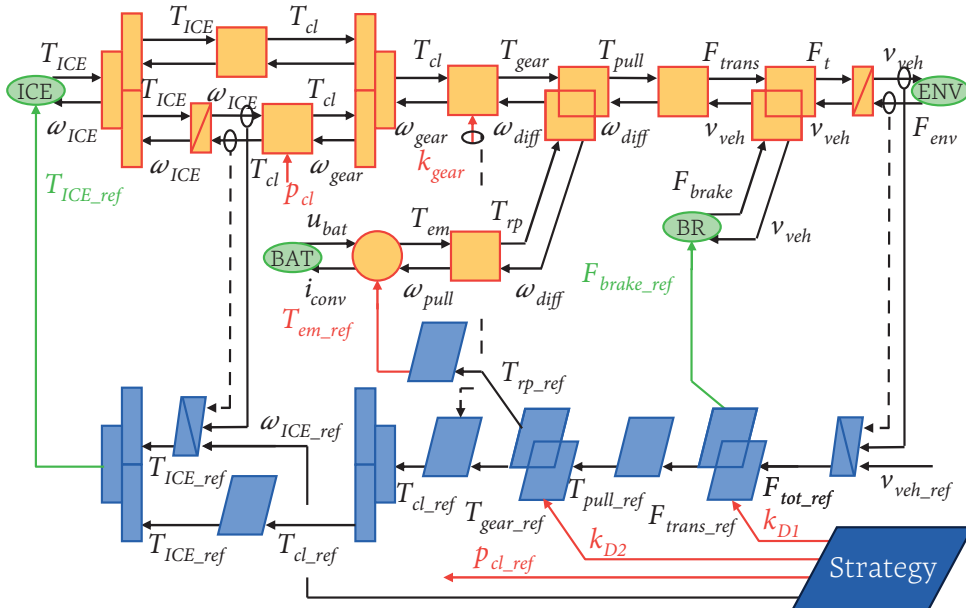 T_ICE T_cl
T_ICE T_cl T_gear T_pull F_trans F_t v_veh
ICE T_ICE ω_ICE T_cl ENV
ω_ICE ω_gear ω_diff ω_diff v_veh v_veh F_env
ω_ICE T_cl ω_gear k_gear
T_ICE_ref p_cl F_brake
u_bat T_em T_rp BR v_veh
BAT
i_conv ω_pull ω_diff F_brake_ref
T_em_ref
T_rp_ref
ω_ICE_ref
T_ICE_ref T_cl_ref T_pull_ref F_tot_ref v_veh_ref
T_gear_ref F_trans_ref k_D1
T_ICE_ref T_cl_ref k_D2
p_cl_ref Strategy